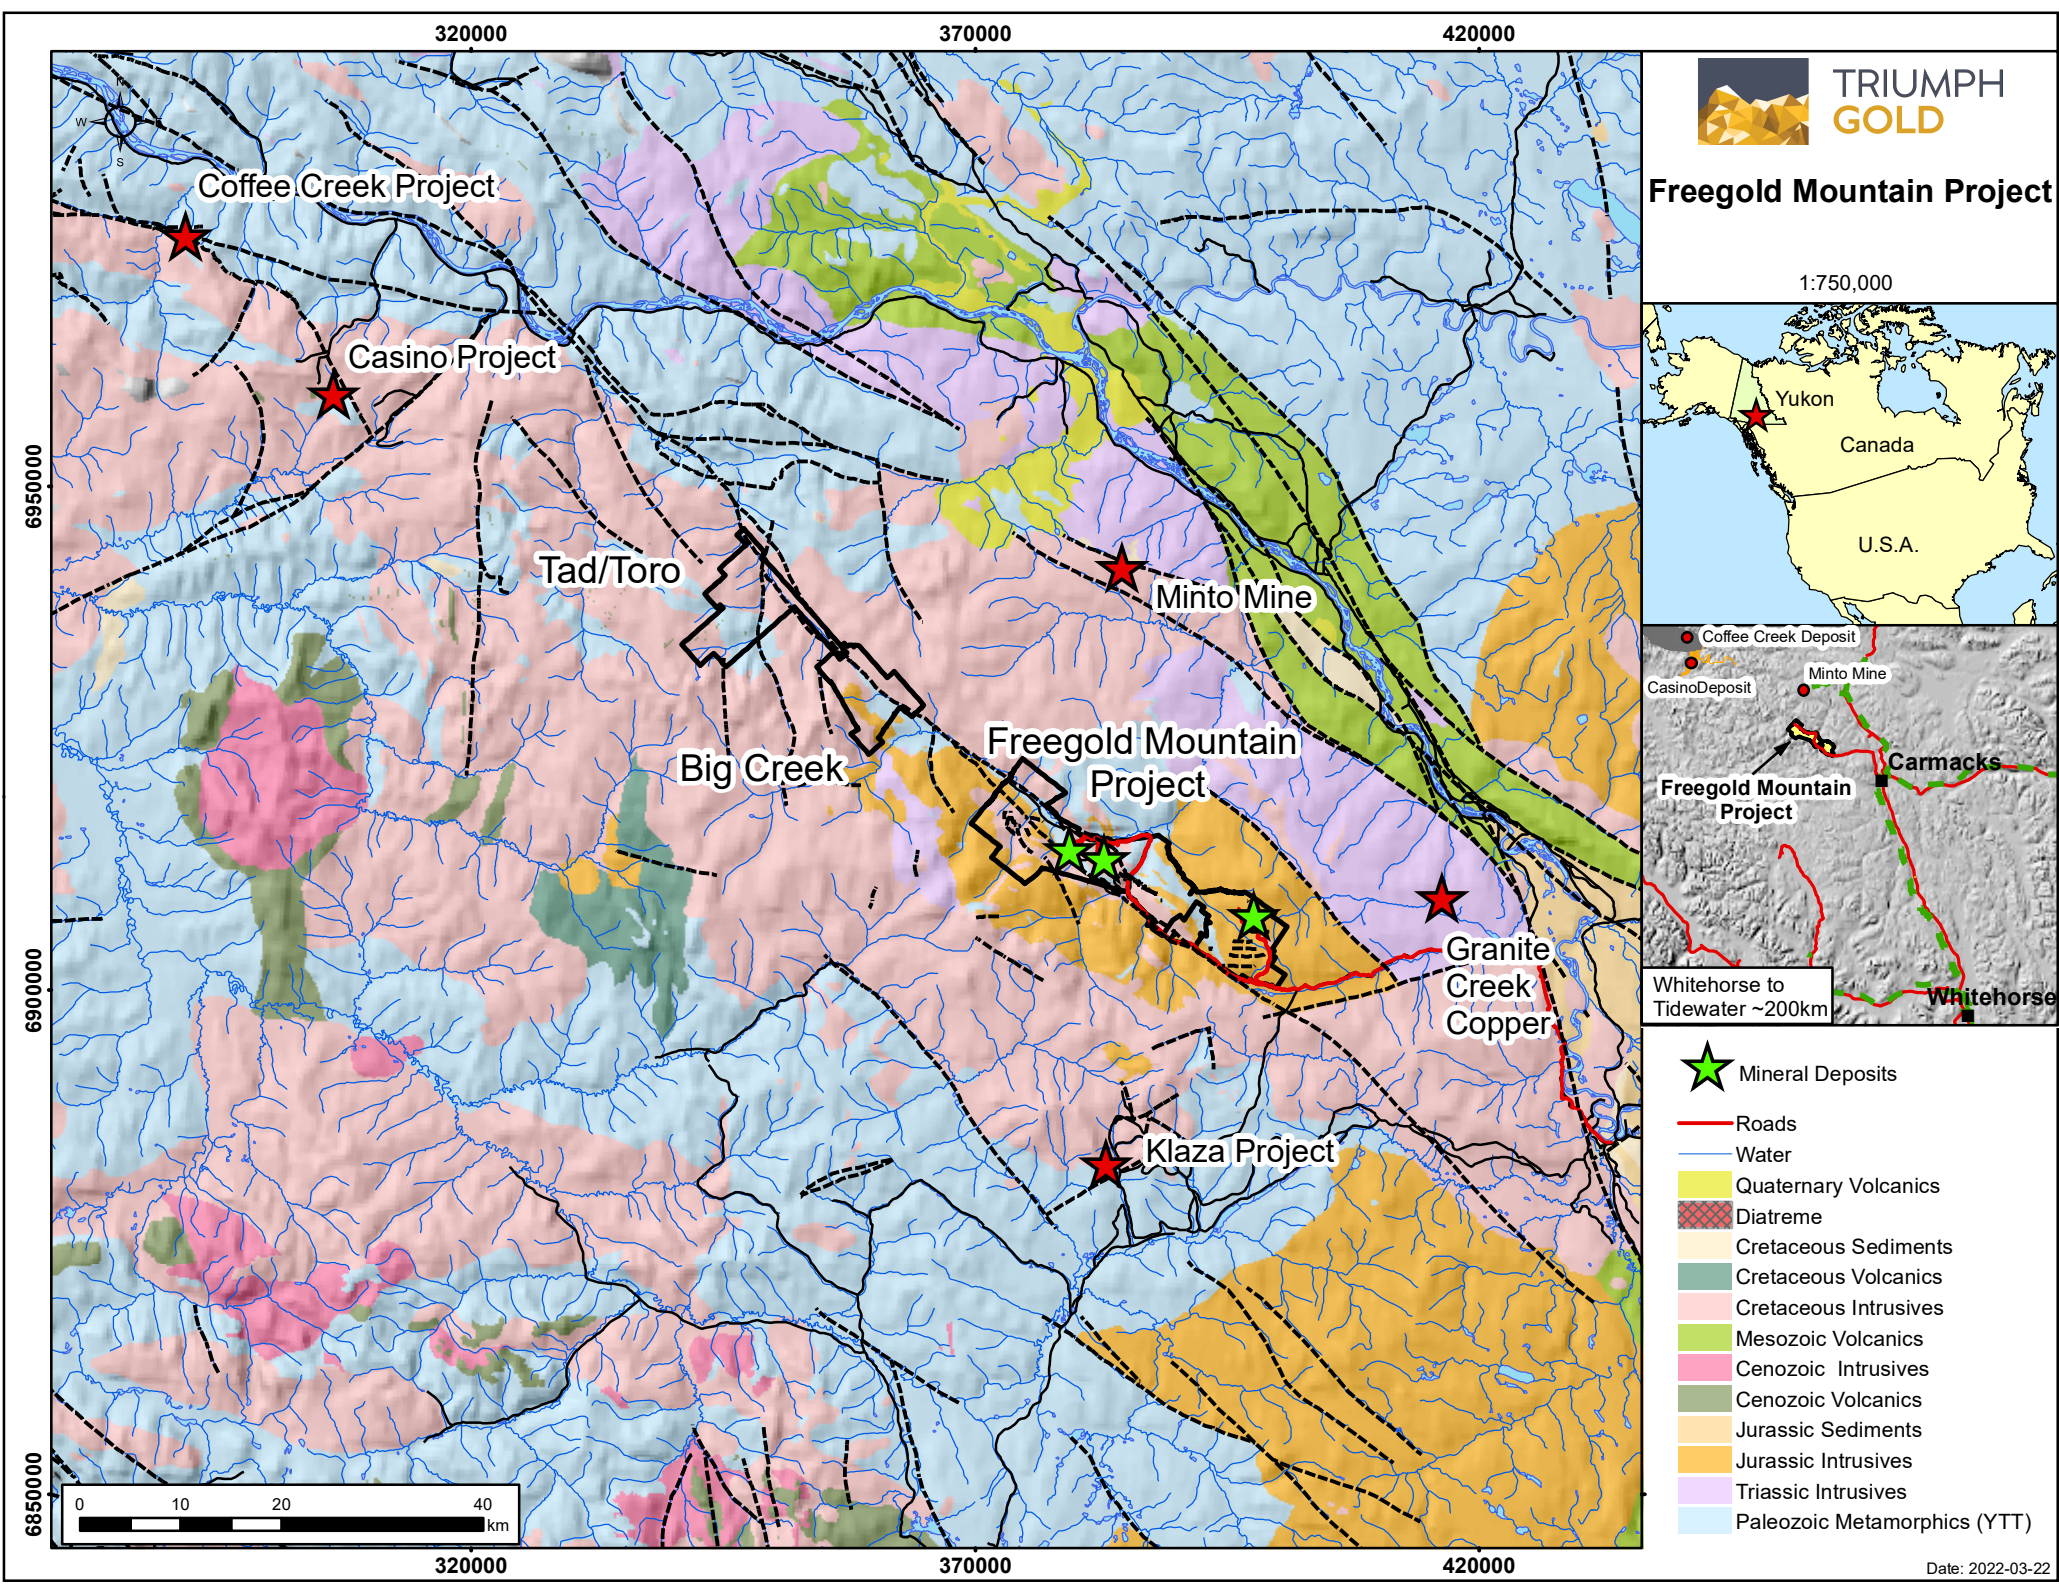 320000
370000
420000
N
W
S
Coffee Creek Project
Casino Project
6950000
Tad/Toro
Minto Mine
Big Creek
Freegold Mountain
Project
6900000
Granite
Creek
Copper
Klaza Project
6850000
0 10 20 40
km
320000
370000
420000
TRIUMPH
GOLD
Freegold Mountain Project
1:750,000
Yukon
Canada
U.S.A.
Coffee Creek Deposit
CasinoDeposit
Minto Mine
Carmacks
Freegold Mountain
Project
Whitehorse to
Tidewater ~200km
Whitehorse
Mineral Deposits
Roads
Water
Quaternary Volcanics
Diatreme
Cretaceous Sediments
Cretaceous Volcanics
Cretaceous Intrusives
Mesozoic Volcanics
Cenozoic Intrusives
Cenozoic Volcanics
Jurassic Sediments
Jurassic Intrusives
Triassic Intrusives
Paleozoic Metamorphics (YTT)
Date: 2022-03-22